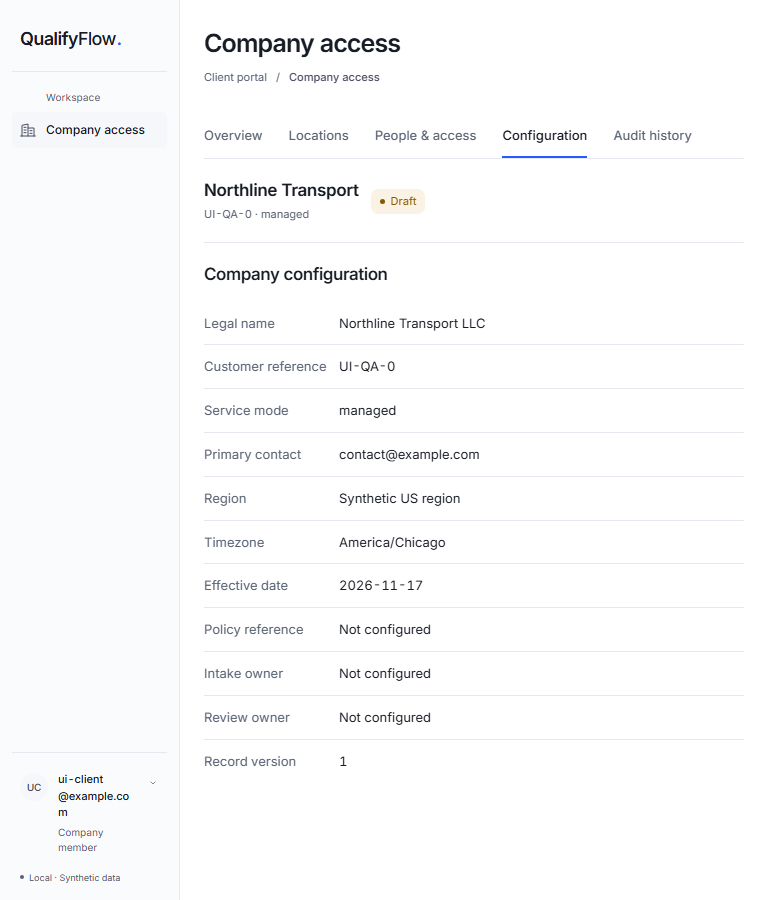 QualifyFlow.
Workspace
Company access
Company access
Client portal / Company access
Overview Locations People & access Configuration Audit history
Northline Transport
UI-QA-0 · managed
Draft
Company configuration
Legal name Northline Transport LLC
Customer reference UI-QA-0
Service mode managed
Primary contact contact@example.com
Region Synthetic US region
Timezone America/Chicago
Effective date 2026-11-17
Policy reference Not configured
Intake owner Not configured
Review owner Not configured
Record version 1
UC
ui-client
@example.co
m
Company
member
Local · Synthetic data